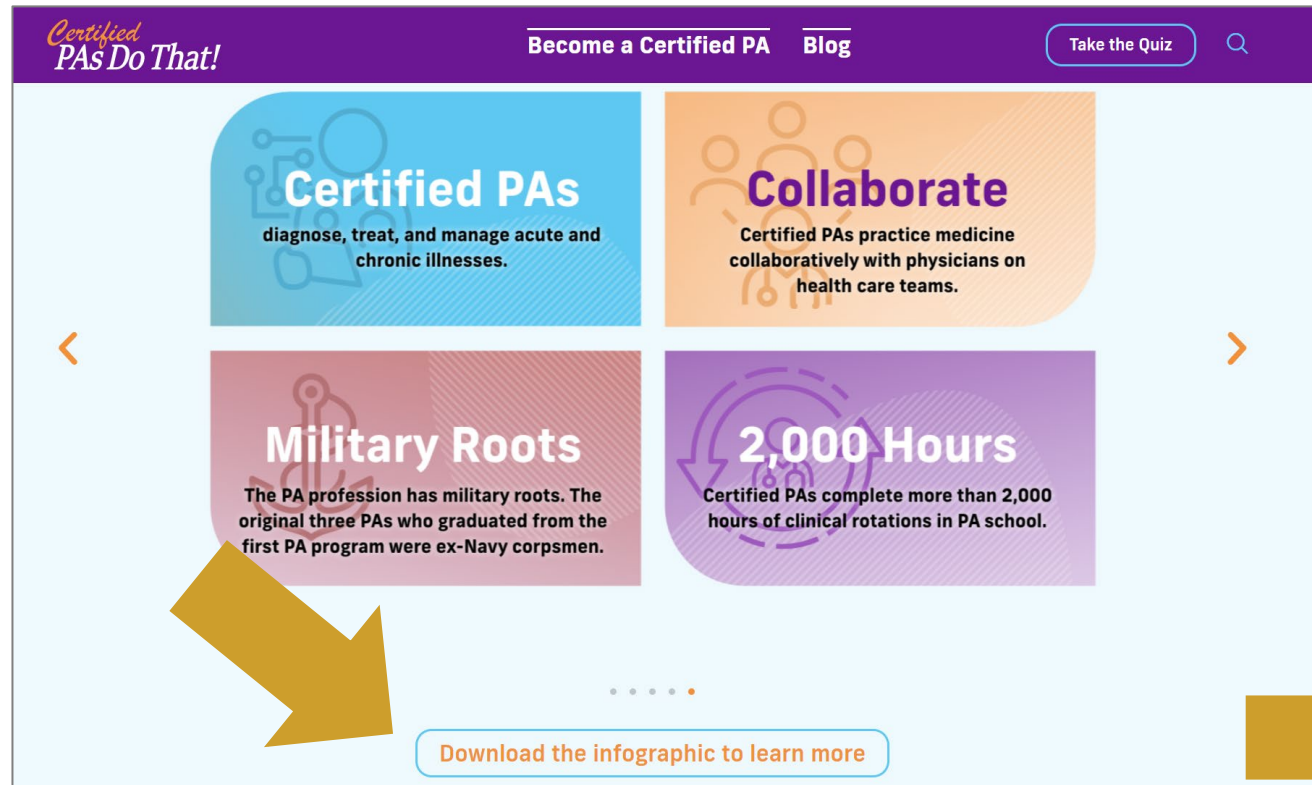 Certified
PAs Do That!
Become a Certified PA
Blog
Take the Quiz
Certified PAs
diagnose, treat, and manage acute and
chronic illnesses.
Collaborate
Certified PAs practice medicine
collaboratively with physicians on
health care teams.
Military Roots
The PA profession has military roots. The
original three PAs who graduated from the
first PA program were ex-Navy corpsmen.
2,000 Hours
Certified PAs complete more than 2,000
hours of clinical rotations in PA school.
Download the infographic to learn more